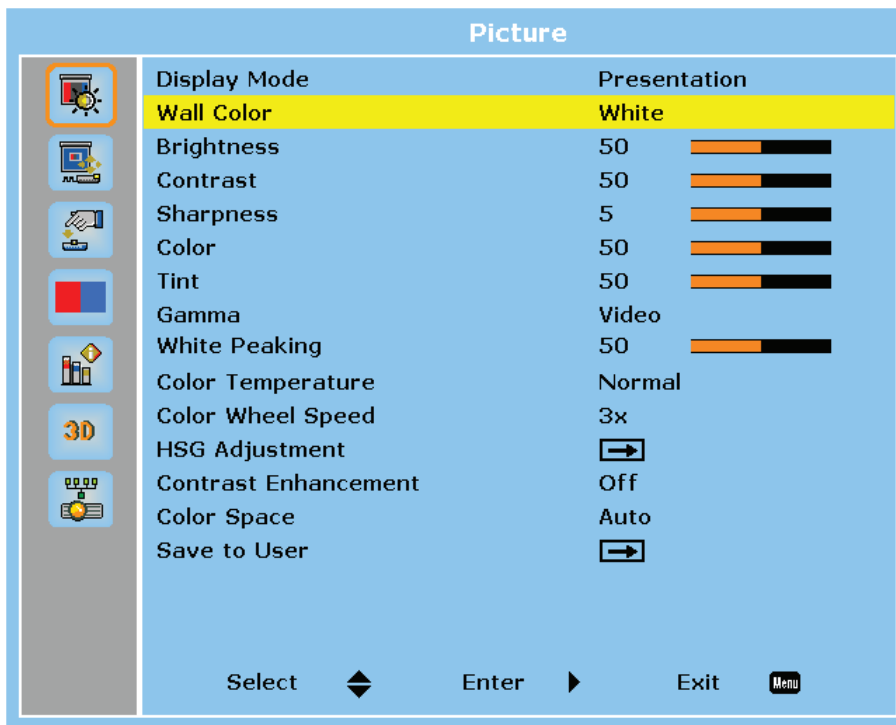 Picture
Display Mode Presentation
Wall Color White
Brightness 50
Contrast 50
Sharpness 5
Color 50
Tint 50
Gamma Video
White Peaking 50
Color Temperature Normal
Color Wheel Speed 3x
HSG Adjustment
Contrast Enhancement Off
Color Space Auto
Save to User
3D
Select Enter Exit Menu